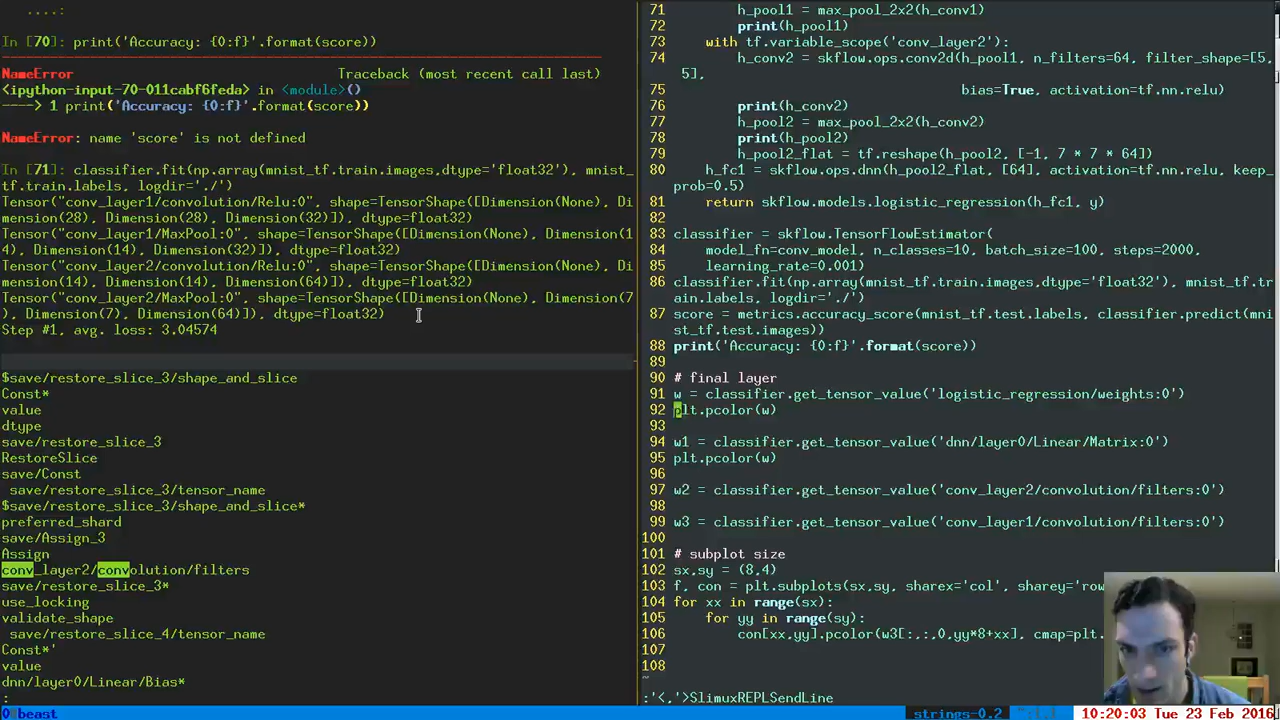 ....:
In [70]: print('Accuracy: {0:f}'.format(score))
NameError Traceback (most recent call last)
<ipython-input-70-011cabf6feda> in <module>()
----> 1 print('Accuracy: {0:f}'.format(score))
NameError: name 'score' is not defined
In [71]: classifier.fit(np.array(mnist_tf.train.images,dtype='float32'), mnist_
tf.train.labels, logdir='./')
Tensor("conv_layer1/convolution/Relu:0", shape=TensorShape([Dimension(None), Di
mension(28), Dimension(28), Dimension(32)]), dtype=float32)
Tensor("conv_layer1/MaxPool:0", shape=TensorShape([Dimension(None), Dimension(1
4), Dimension(14), Dimension(32)]), dtype=float32)
Tensor("conv_layer2/convolution/Relu:0", shape=TensorShape([Dimension(None), Di
mension(14), Dimension(14), Dimension(64)]), dtype=float32)
Tensor("conv_layer2/MaxPool:0", shape=TensorShape([Dimension(None), Dimension(7
), Dimension(7), Dimension(64)]), dtype=float32)
Step #1, avg. loss: 3.04574
$save/restore_slice_3/shape_and_slice
Const*
value
dtype
save/restore_slice_3
RestoreSlice
save/Const
save/restore_slice_3/tensor_name
$save/restore_slice_3/shape_and_slice*
preferred_shard
save/Assign_3
Assign
conv_layer2/convolution/filters
save/restore_slice_3*
use_locking
validate_shape
save/restore_slice_4/tensor_name
Const*'
value
dnn/layer0/Linear/Bias*
:
71 h_pool1 = max_pool_2x2(h_conv1)
72 print(h_pool1)
73 with tf.variable_scope('conv_layer2'):
74 h_conv2 = skflow.ops.conv2d(h_pool1, n_filters=64, filter_shape=[5,
5],
75 bias=True, activation=tf.nn.relu)
76 print(h_conv2)
77 h_pool2 = max_pool_2x2(h_conv2)
78 print(h_pool2)
79 h_pool2_flat = tf.reshape(h_pool2, [-1, 7 * 7 * 64])
80 h_fc1 = skflow.ops.dnn(h_pool2_flat, [64], activation=tf.nn.relu, keep_
prob=0.5)
81 return skflow.models.logistic_regression(h_fc1, y)
82
83 classifier = skflow.TensorFlowEstimator(
84 model_fn=conv_model, n_classes=10, batch_size=100, steps=2000,
85 learning_rate=0.001)
86 classifier.fit(np.array(mnist_tf.train.images,dtype='float32'), mnist_tf.t
rain.labels, logdir='./')
87 score = metrics.accuracy_score(mnist_tf.test.labels, classifier.predict(mni
st_tf.test.images))
88 print('Accuracy: {0:f}'.format(score))
89
90 # final layer
91 w = classifier.get_tensor_value('logistic_regression/weights:0')
92 plt.pcolor(w)
93
94 w1 = classifier.get_tensor_value('dnn/layer0/Linear/Matrix:0')
95 plt.pcolor(w)
96
97 w2 = classifier.get_tensor_value('conv_layer2/convolution/filters:0')
98
99 w3 = classifier.get_tensor_value('conv_layer1/convolution/filters:0')
100
101 # subplot size
102 sx,sy = (8,4)
103 f, con = plt.subplots(sx,sy, sharex='col', sharey='row
104 for xx in range(sx):
105 for yy in range(sy):
106 con[xx,yy].pcolor(w3[:,:,0,yy*8+xx], cmap=plt.
107
108
~
:'<,'>SlimuxREPLSendLine
0 beast strings-0.2 10:20:03 Tue 23 Feb 2016